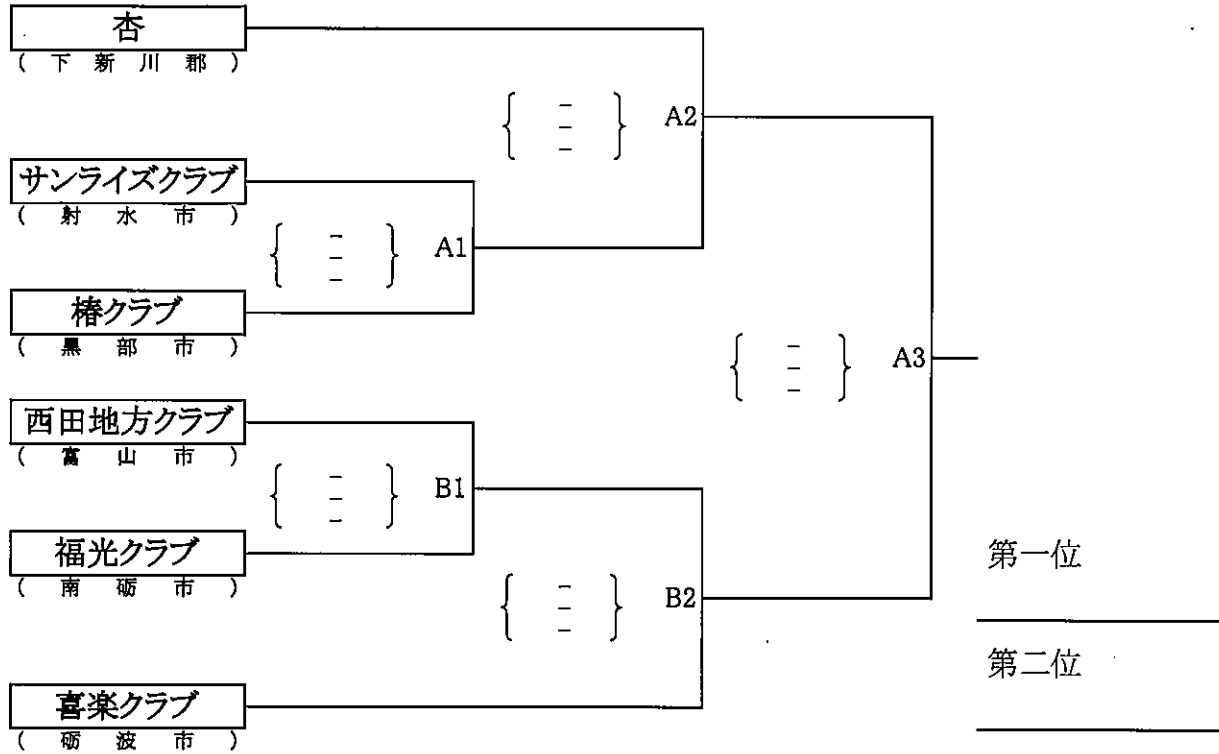 杏
( 下 新 川 郡 )
{ － － － } A2
サンライズクラブ
( 射 水 市 )
{ － － － } A1
椿クラブ
( 黒 部 市 )
{ － － － } A3
西田地方クラブ
( 富 山 市 )
{ － － － } B1
福光クラブ
( 南 砺 市 )
{ － － － } B2
喜楽クラブ
( 砺 波 市 )
第一位
第二位